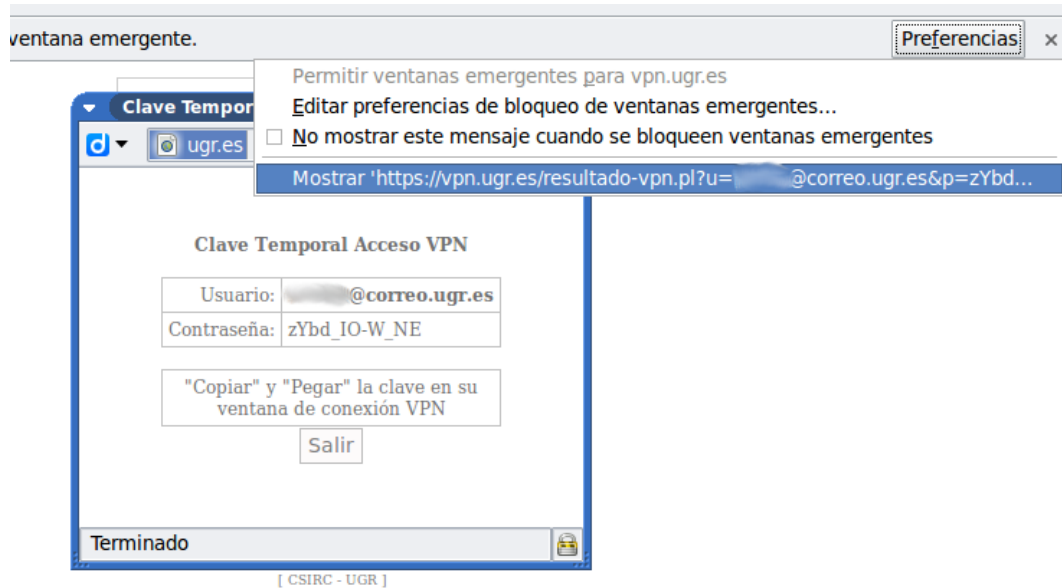 ventana emergente.
Preferencias
Permitir ventanas emergentes para vpn.ugr.es
Editar preferencias de bloqueo de ventanas emergentes...
No mostrar este mensaje cuando se bloqueen ventanas emergentes
Mostrar 'https://vpn.ugr.es/resultado-vpn.pl?u= @correo.ugr.es&p=zYbd...
Clave Tempor
ugr.es
Clave Temporal Acceso VPN
Usuario: @correo.ugr.es
Contraseña: zYbd_IO-W_NE
"Copiar" y "Pegar" la clave en su
ventana de conexión VPN
Salir
Terminado
[ CSIRC - UGR ]